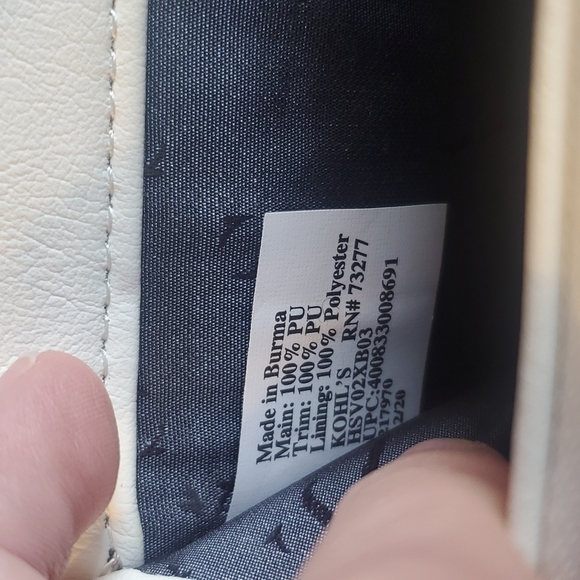 Made in Burma
Main: 100% PU
Trim: 100% PU
Lining: 100% Polyester
KOHL'S RN# 73277
HSV02XB03
UPC:400833008691
217970
2/20